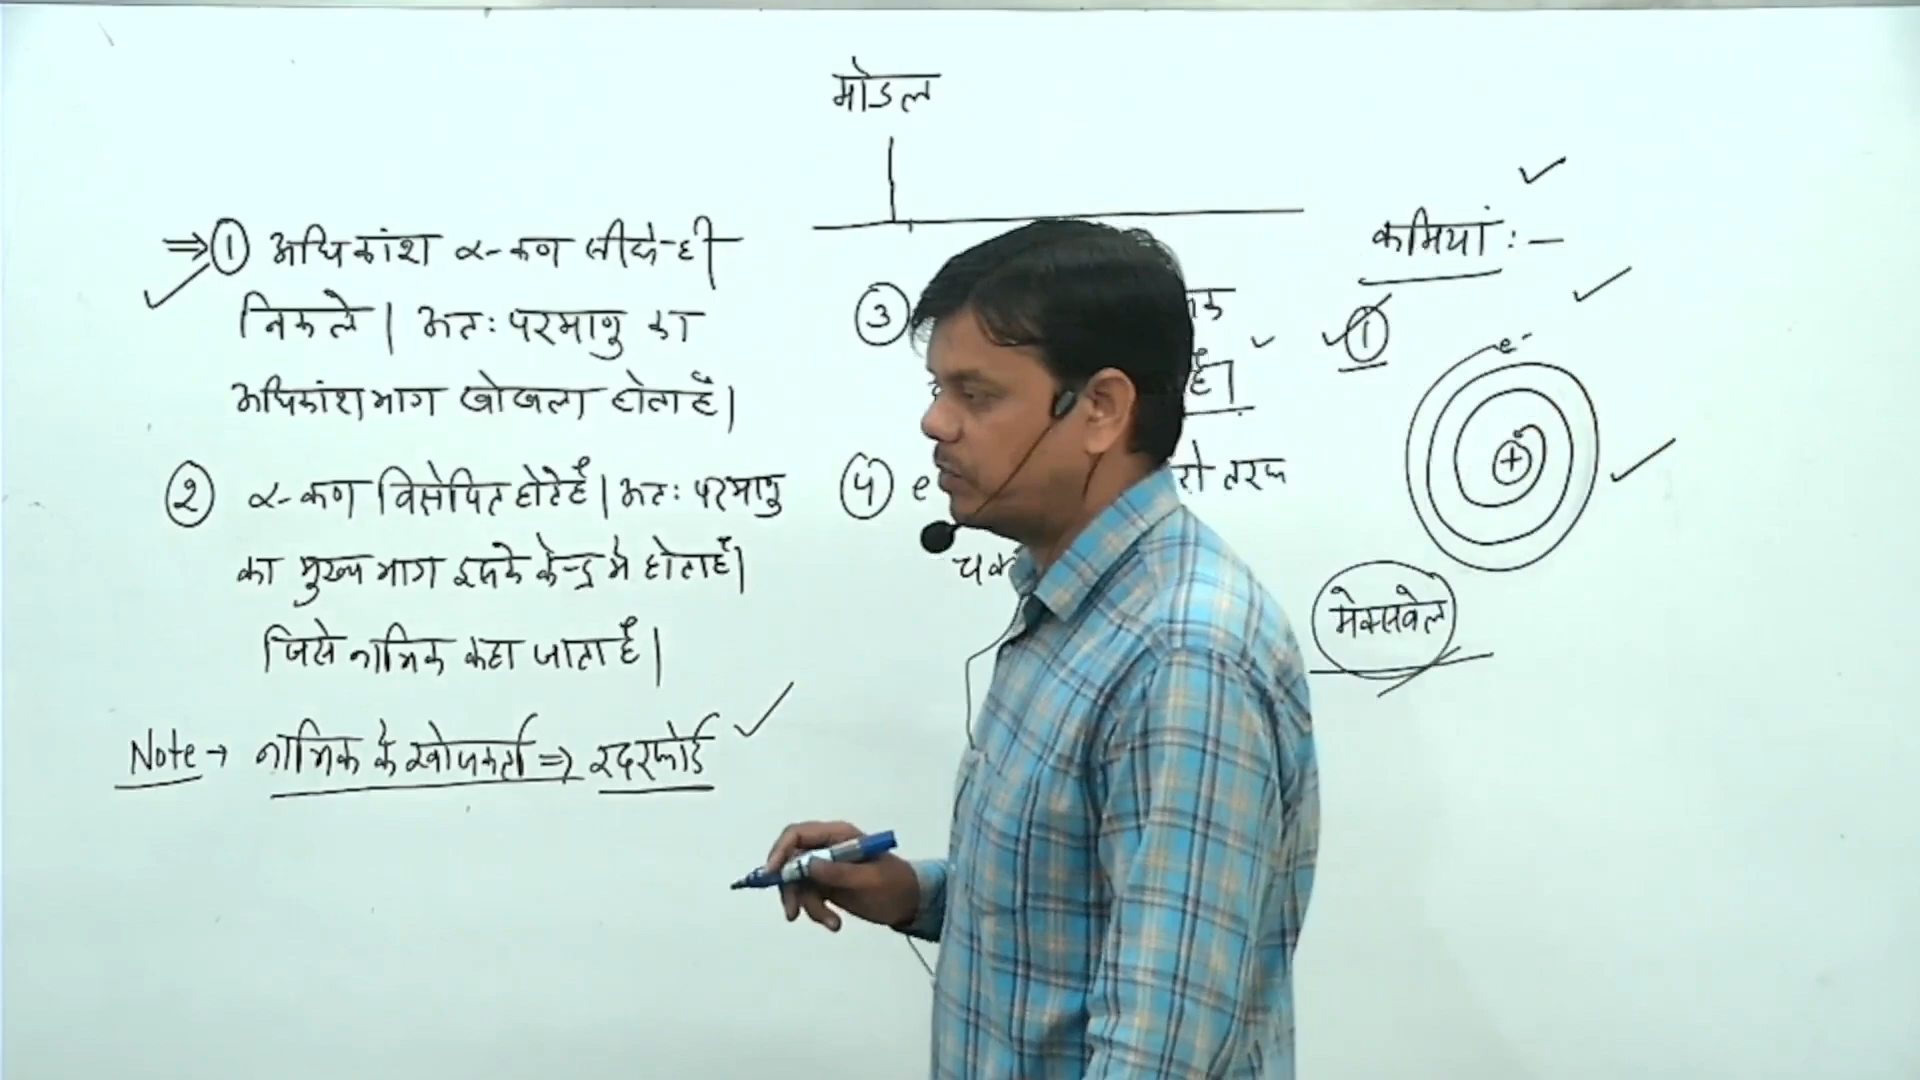 मॉडल
⇒ ① अधिकांश α-कण सीधे-ही
निकले | अतः परमाणु का
अधिकांश भाग खोखला होता है |
② α-कण विक्षेपित होते है | अतः परमाणु
का मुख्य भाग इसके केन्द्र मे होता है |
जिसे नाभिक कहा जाता है |
Note → नाभिक के खोजकर्ता ⇒ रदरफोर्ड
③
है |
④ e
तरफ
कमियां :-
①
e-
+
मेक्सवेल